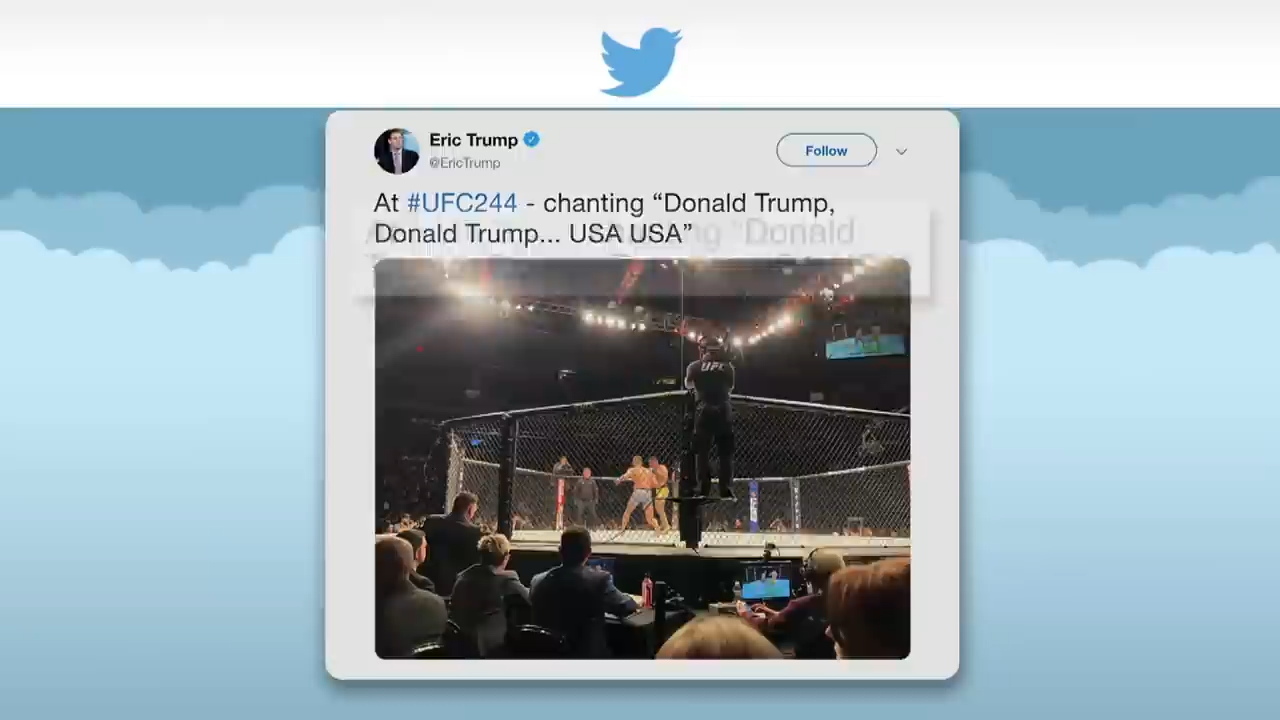 Eric Trump
@EricTrump
Follow
At #UFC244 - chanting “Donald Trump,
Donald Trump... USA USA”
UFC